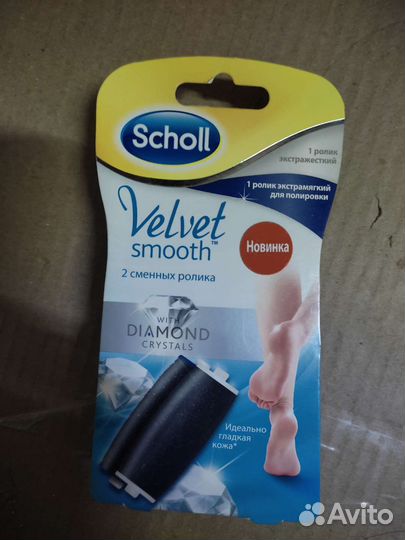 Scholl
1 ролик
экстражесткий
1 ролик экстрамягкий
для полировки
Velvet
smooth™
2 сменных ролика
Новинка
WITH
DIAMOND
CRYSTALS
Идеально
гладкая
кожа*
Avito